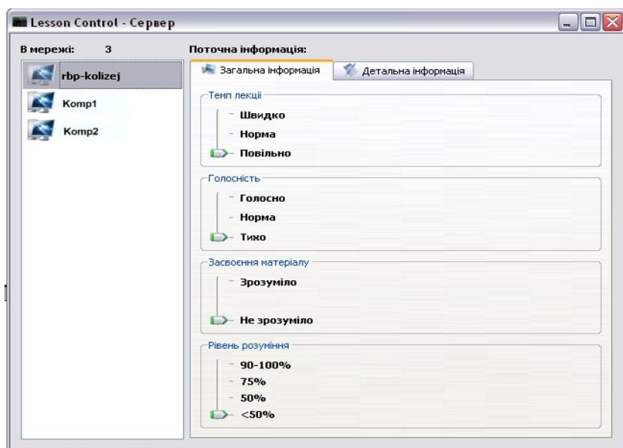 Lesson Control - Сервер
В мережі: 3
rbp-kolizej
Komp1
Komp2
Поточна інформація:
Загальна інформація
Детальна інформація
Темп лекції
Швидко
Норма
Повільно
Голосність
Голосно
Норма
Тихо
Засвоєння матеріалу
Зрозуміло
Не зрозуміло
Рівень розуміння
90-100%
75%
50%
<50%